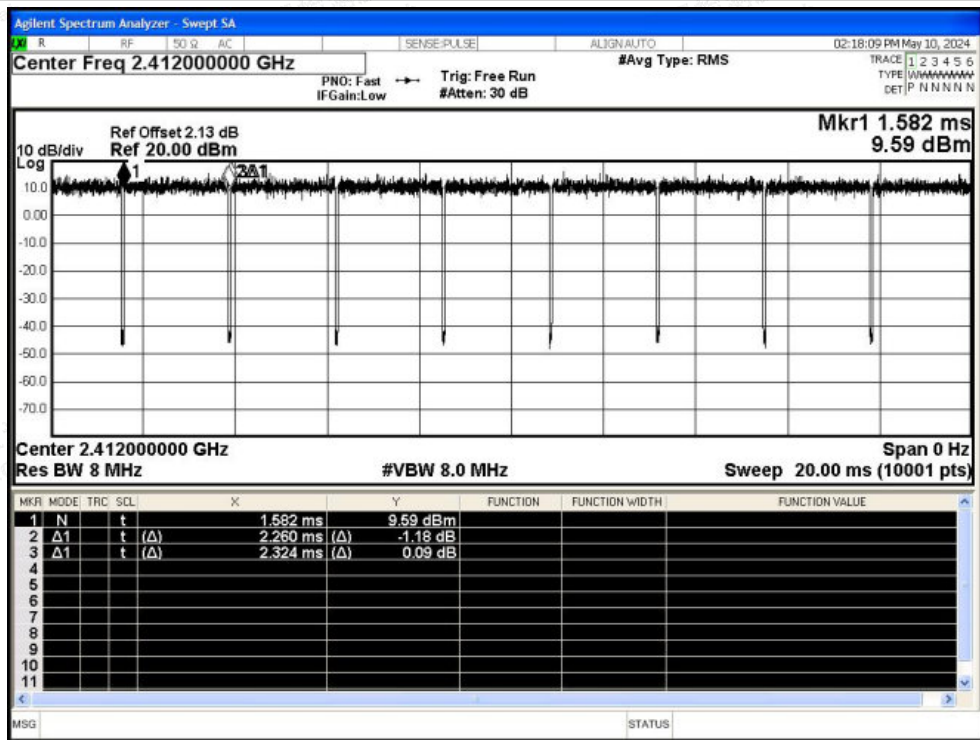 Agilent Spectrum Analyzer - Swept SA
LXI R RF 50 Ω AC SENSE:PULSE ALIGN AUTO 02:18:09 PM May 10, 2024
Center Freq 2.412000000 GHz #Avg Type: RMS TRACE 1 2 3 4 5 6
PNO: Fast Trig: Free Run TYPE WWWWWW
IFGain:Low #Atten: 30 dB DET P N N N N N
Mkr1 1.582 ms
9.59 dBm
Ref Offset 2.13 dB
10 dB/div Ref 20.00 dBm
Log
1 3Δ1
10.0
0.00
-10.0
-20.0
-30.0
-40.0
-50.0
-60.0
-70.0
Center 2.412000000 GHz Span 0 Hz
Res BW 8 MHz #VBW 8.0 MHz Sweep 20.00 ms (10001 pts)
MKR MODE TRC SCL X Y FUNCTION FUNCTION WIDTH FUNCTION VALUE
1 N t 1.582 ms 9.59 dBm
2 Δ1 t (Δ) 2.260 ms (Δ) -1.18 dB
3 Δ1 t (Δ) 2.324 ms (Δ) 0.09 dB
4
5
6
7
8
9
10
11
MSG STATUS